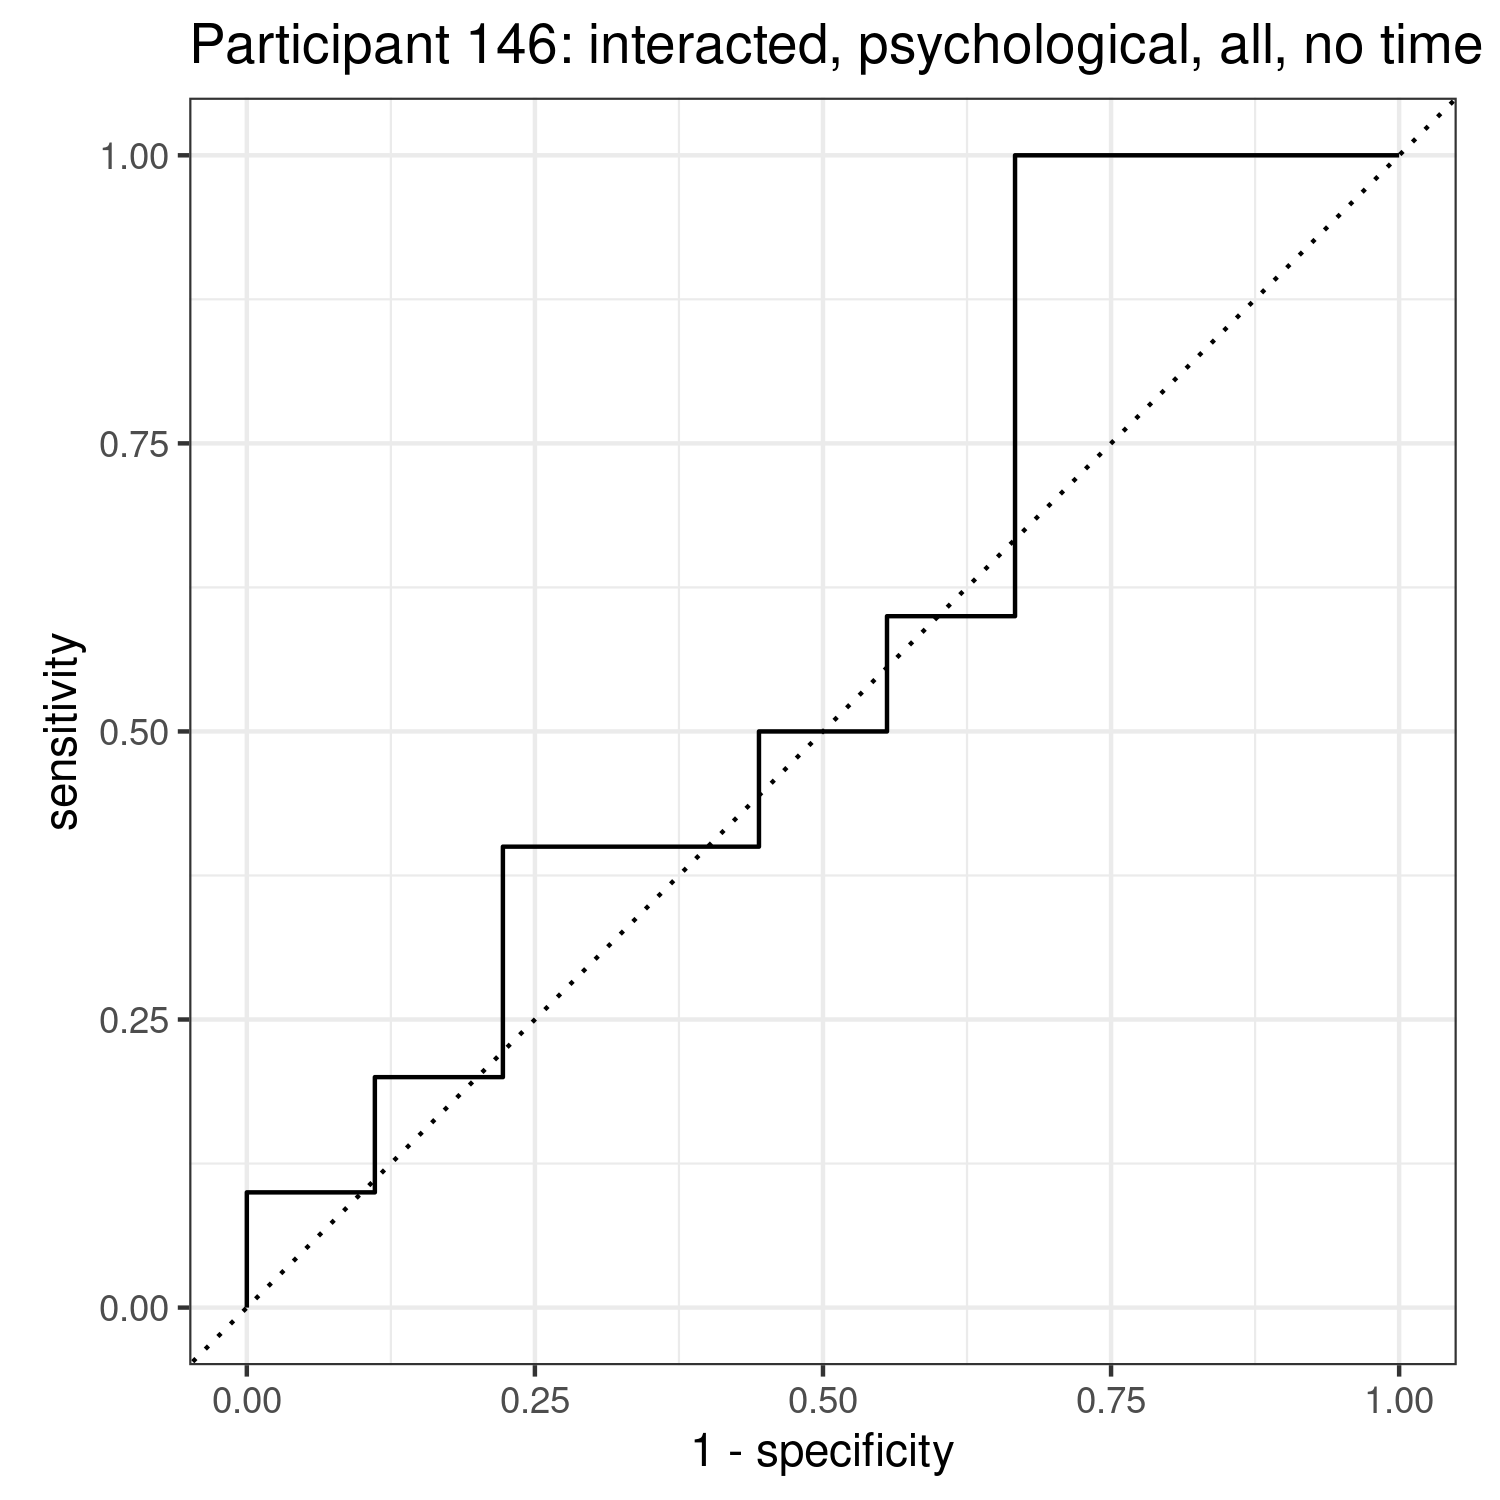 Participant 146: interacted, psychological, all, no time
1.00
0.75
0.50
0.25
0.00
sensitivity
0.00 0.25 0.50 0.75 1.00
1 - specificity